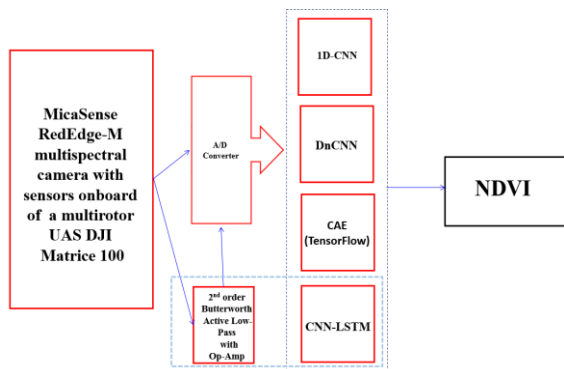 MicaSense
RedEdge-M
multispectral
camera with
sensors onboard
of a multirotor
UAS DJI
Matrice 100
A/D
Converter
2nd order
Butterworth
Active Low-
Pass
with
Op-Amp
1D-CNN
DnCNN
CAE
(TensorFlow)
CNN-LSTM
NDVI